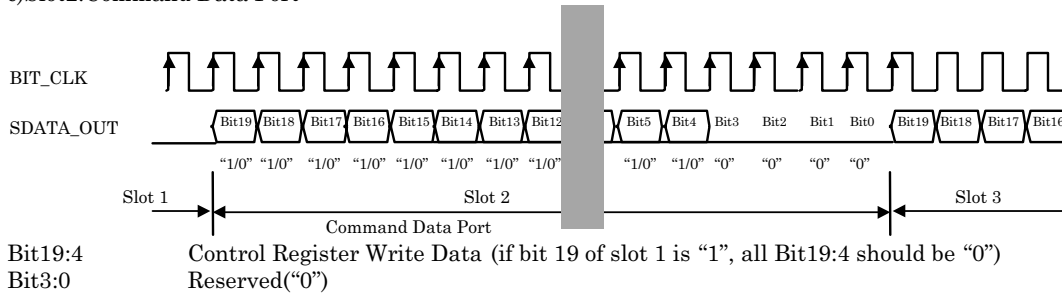 BIT_CLK
SDATA_OUT
Bit19 Bit18 Bit17 Bit16 Bit15 Bit14 Bit13 Bit12 Bit5 Bit4 Bit3 Bit2 Bit1 Bit0 Bit19 Bit18 Bit17 Bit16
“1/0” “1/0” “1/0” “1/0” “1/0” “1/0” “1/0” “1/0” “1/0” “1/0” “0” “0” “0” “0”
Slot 1 Slot 2 Slot 3
Command Data Port
Bit19:4 Control Register Write Data (if bit 19 of slot 1 is “1”, all Bit19:4 should be “0”)
Bit3:0 Reserved(“0”)